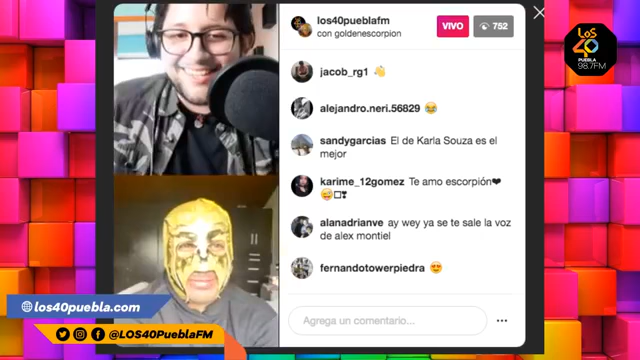 los40pueblafm
con goldenescorpion
VIVO
752
LOS
40
PUEBLA
98.7FM
jacob_rg1
alejandro.neri.56829
sandygarcias El de Karla Souza es el
mejor
karime_12gomez Te amo escorpión
alanadrianve ay wey ya se te sale la voz
de alex montiel
fernandotowerpiedra
Agrega un comentario...
los40puebla.com
@LOS40PueblaFM